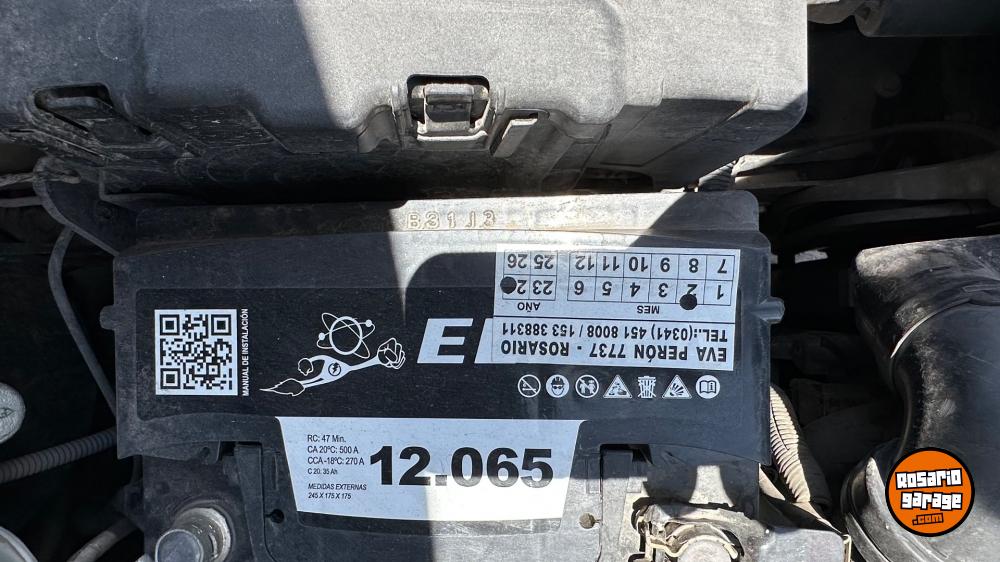 B31J3
EVA PERÓN 7737 - ROSARIO
TEL.:(0341) 451 8008 / 153 388311
MES
AÑO
1 2 3 4 5 6
23 2
7 8 9 10 11 12
25 26
MANUAL DE INSTALACIÓN
RC: 47 Min.
CA 20ºC: 500 A
CCA -18ºC: 270 A
C 20: 35 Ah
MEDIDAS EXTERNAS
245 X 175 X 175
12.065
Rosario
garage
.com